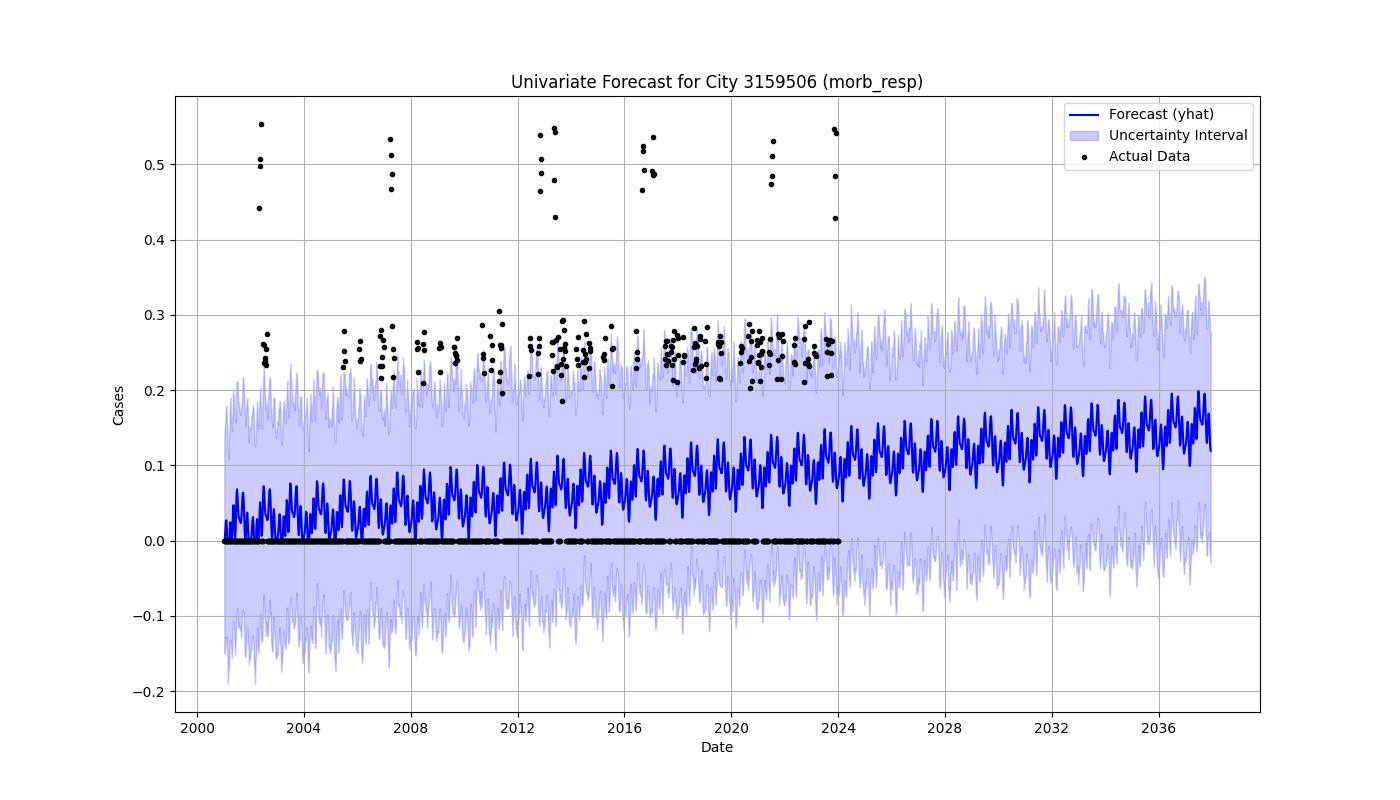 Univariate Forecast for City 3159506 (morb_resp)
Forecast (yhat)
Uncertainty Interval
Actual Data
Cases
0.5
0.4
0.3
0.2
0.1
0.0
−0.1
−0.2
2000 2004 2008 2012 2016 2020 2024 2028 2032 2036
Date